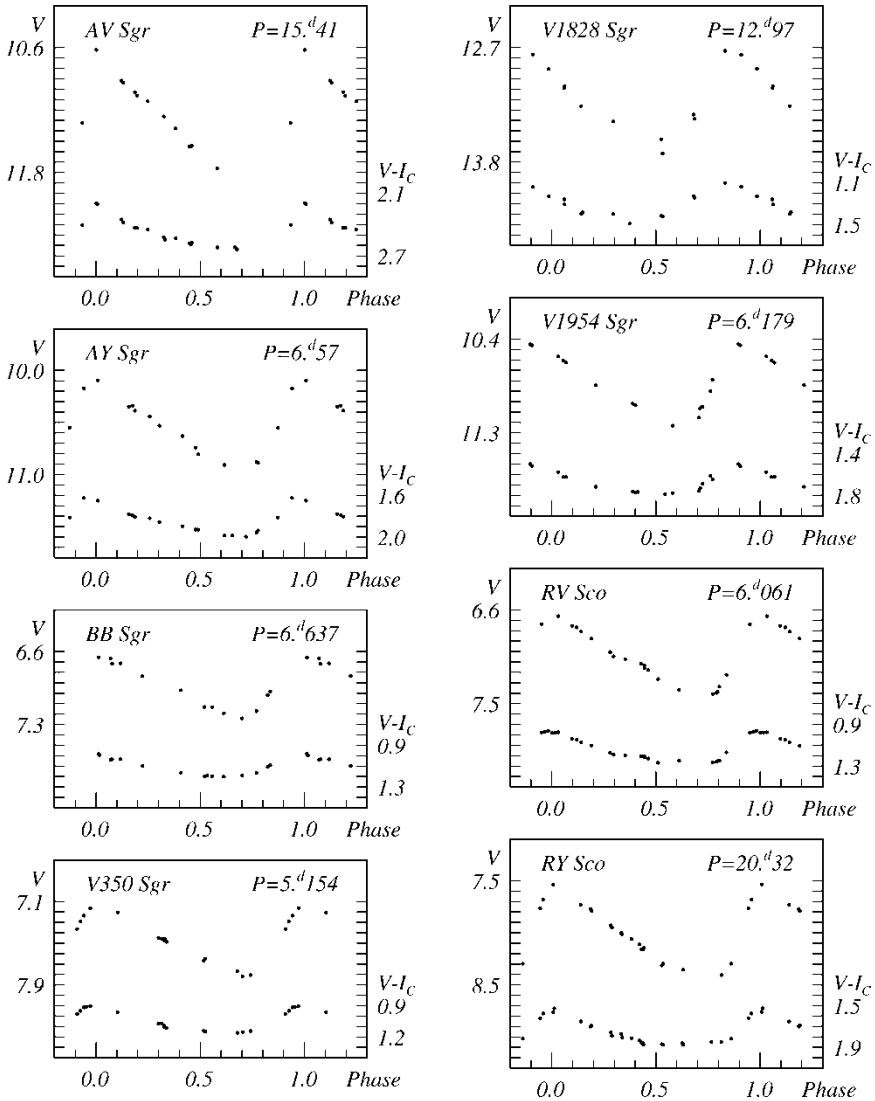 V AV Sgr P=15.ᵈ41
10.6
11.8
V-I_C
2.1
2.7
0.0 0.5 1.0 Phase
V AY Sgr P=6.ᵈ57
10.0
11.0
V-I_C
1.6
2.0
0.0 0.5 1.0 Phase
V BB Sgr P=6.ᵈ637
6.6
7.3
V-I_C
0.9
1.3
0.0 0.5 1.0 Phase
V V350 Sgr P=5.ᵈ154
7.1
7.9
V-I_C
0.9
1.2
0.0 0.5 1.0 Phase
V V1828 Sgr P=12.ᵈ97
12.7
13.8
V-I_C
1.1
1.5
0.0 0.5 1.0 Phase
V V1954 Sgr P=6.ᵈ179
10.4
11.3
V-I_C
1.4
1.8
0.0 0.5 1.0 Phase
V RV Sco P=6.ᵈ061
6.6
7.5
V-I_C
0.9
1.3
0.0 0.5 1.0 Phase
V RY Sco P=20.ᵈ32
7.5
8.5
V-I_C
1.5
1.9
0.0 0.5 1.0 Phase